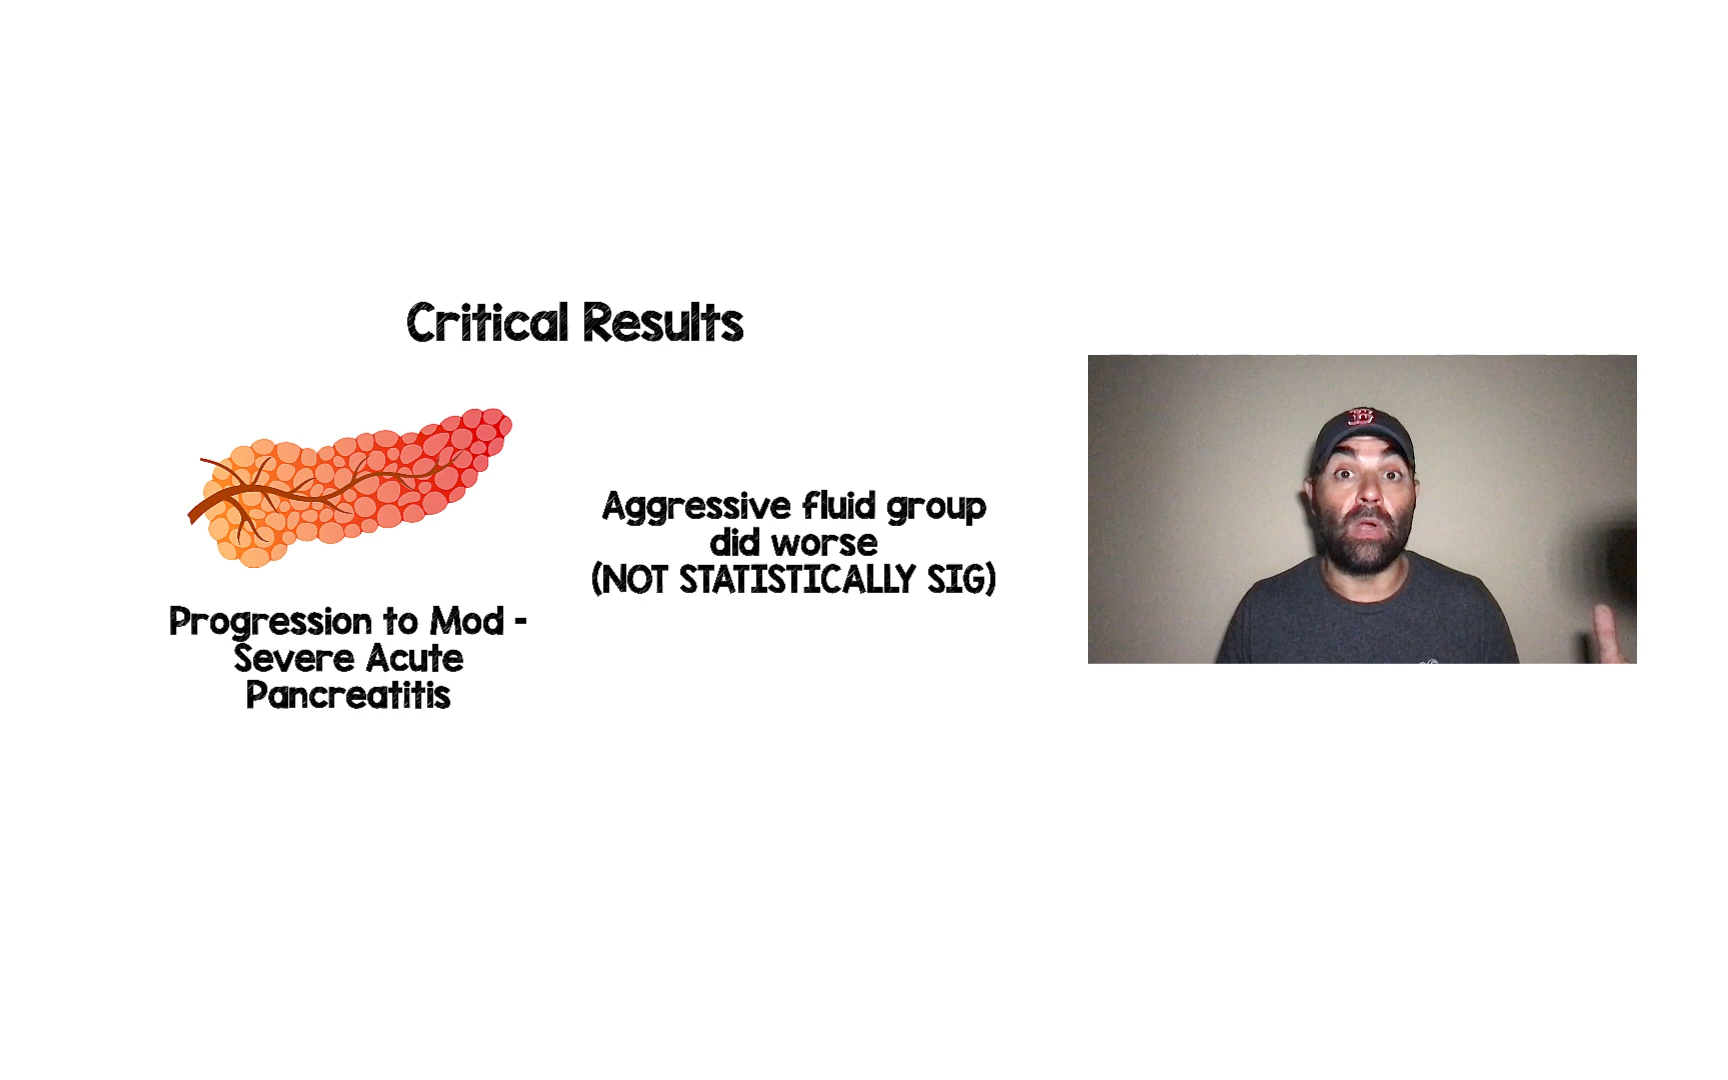 Critical Results
Aggressive fluid group
did worse
(NOT STATISTICALLY SIG)
Progression to Mod -
Severe Acute
Pancreatitis
B